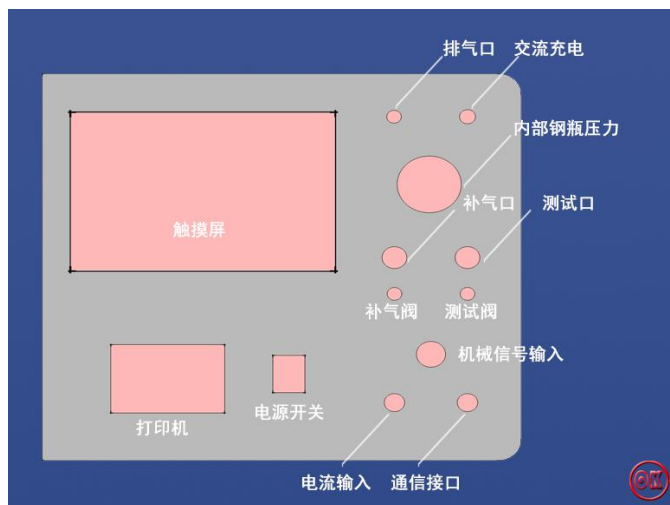 排气口
交流充电
内部钢瓶压力
补气口
测试口
触摸屏
补气阀
测试阀
机械信号输入
打印机
电源开关
电流输入
通信接口
OK